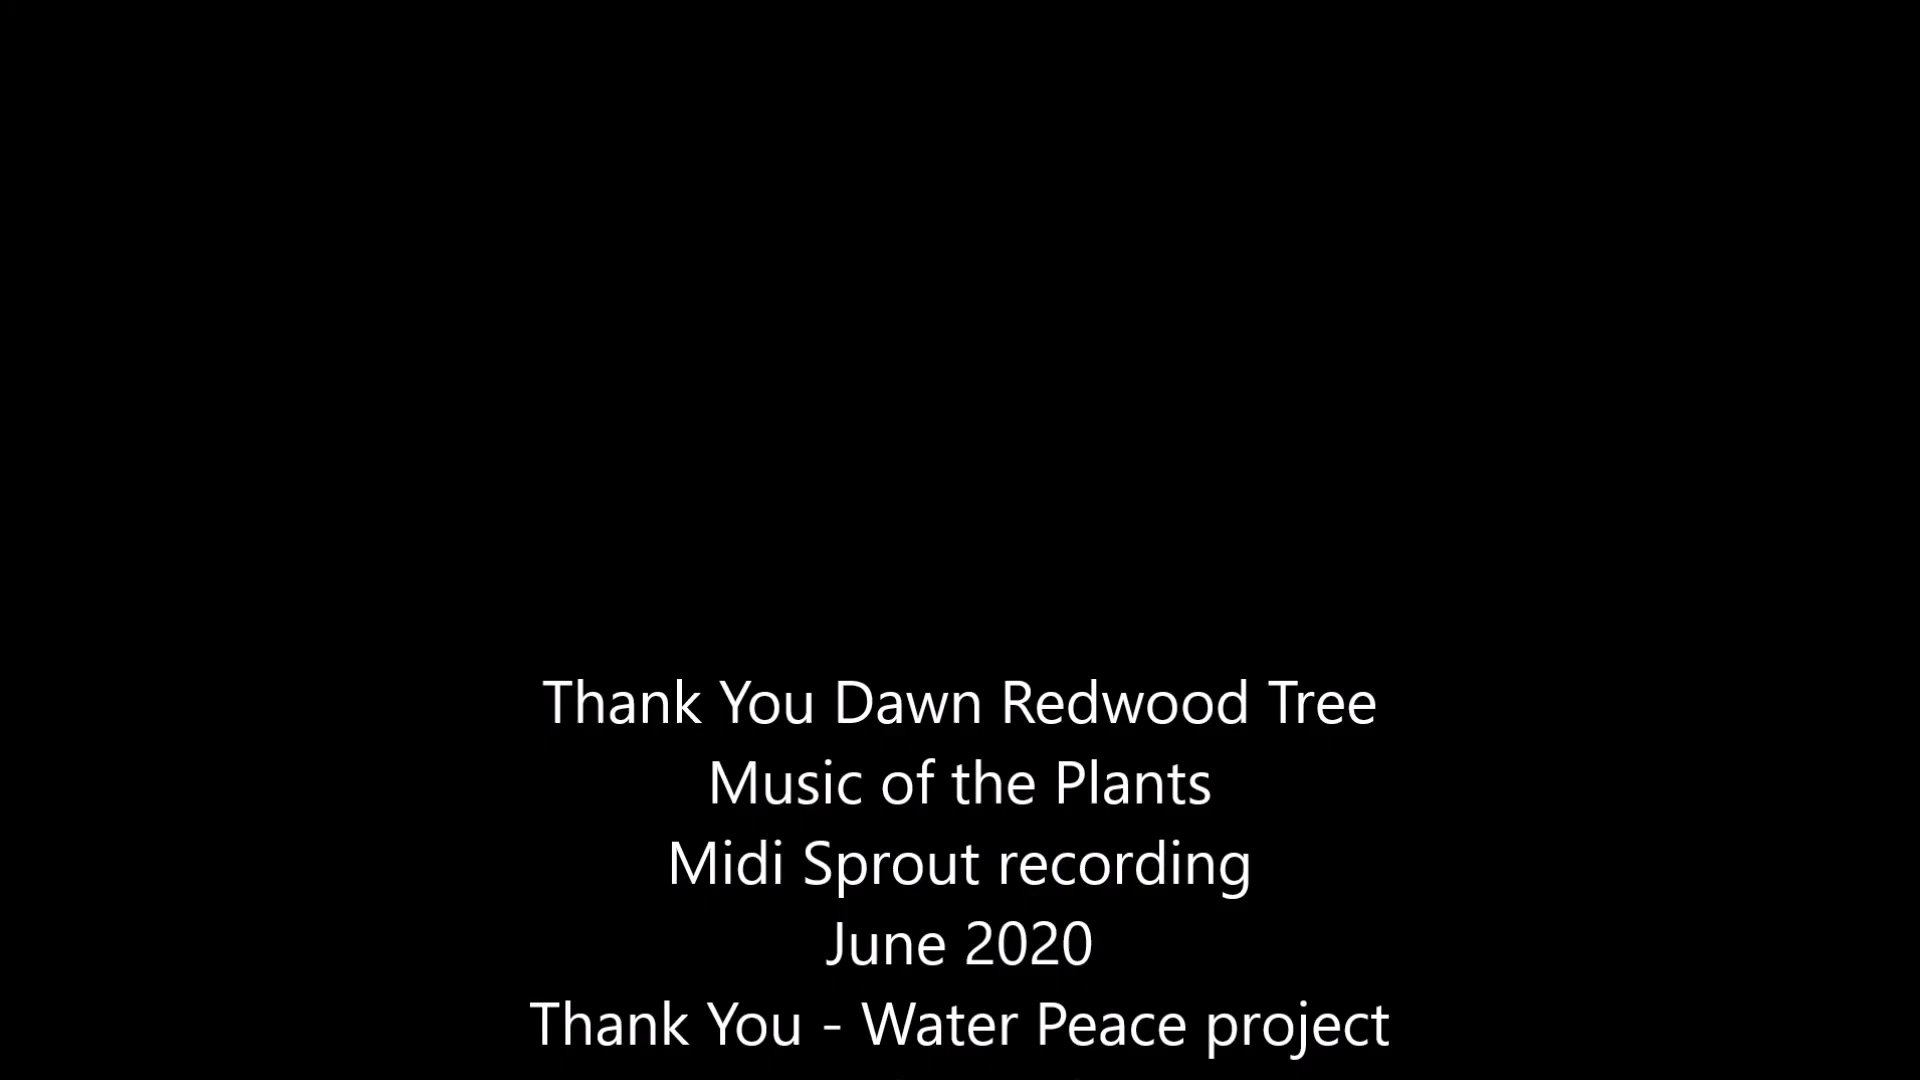 Thank You Dawn Redwood Tree
Music of the Plants
Midi Sprout recording
June 2020
Thank You - Water Peace project